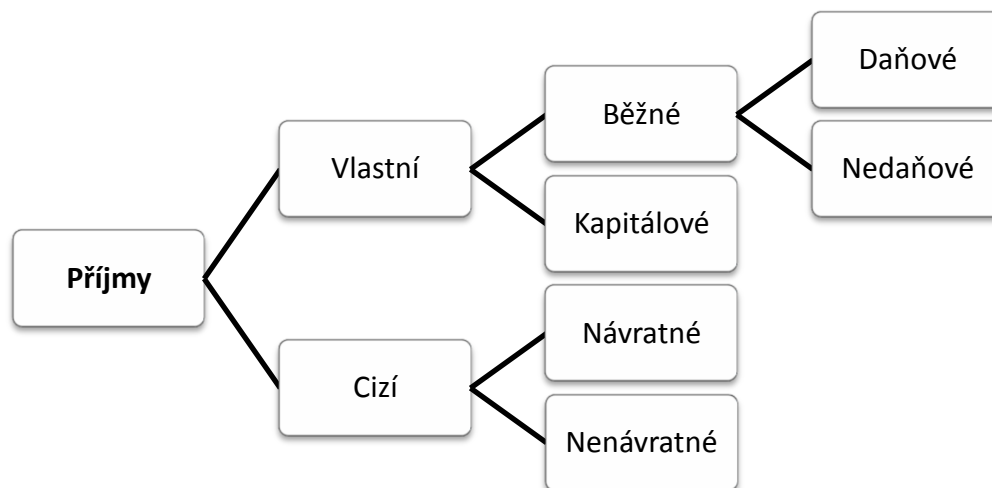 Daňové
Běžné
Vlastní
Nedaňové
Kapitálové
Příjmy
Návratné
Cizí
Nenávratné